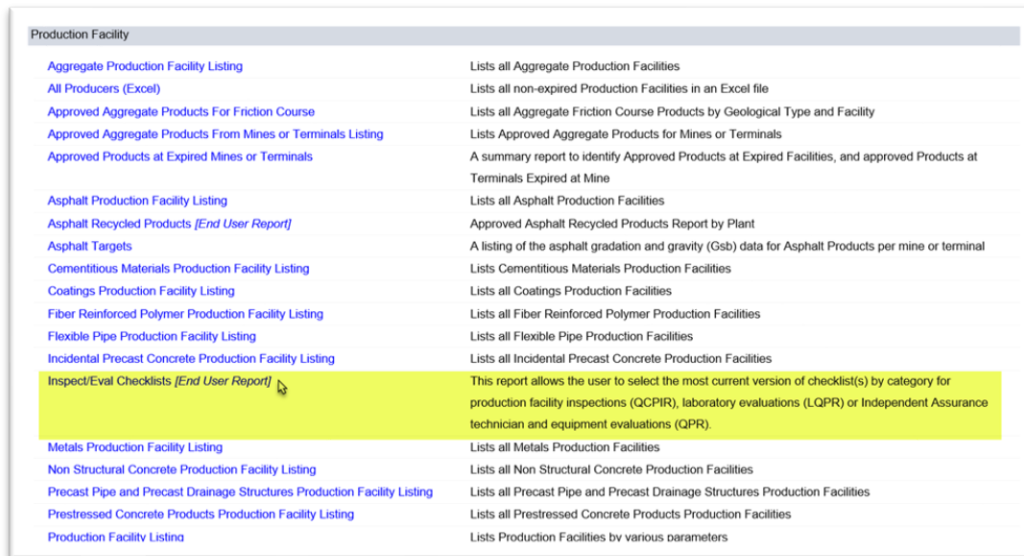 Production Facility
Aggregate Production Facility Listing Lists all Aggregate Production Facilities
All Producers (Excel) Lists all non-expired Production Facilities in an Excel file
Approved Aggregate Products For Friction Course Lists all Aggregate Friction Course Products by Geological Type and Facility
Approved Aggregate Products From Mines or Terminals Listing Lists Approved Aggregate Products for Mines or Terminals
Approved Products at Expired Mines or Terminals A summary report to identify Approved Products at Expired Facilities, and approved Products at
Terminals Expired at Mine
Asphalt Production Facility Listing Lists all Asphalt Production Facilities
Asphalt Recycled Products [End User Report] Approved Asphalt Recycled Products Report by Plant
Asphalt Targets A listing of the asphalt gradation and gravity (Gsb) data for Asphalt Products per mine or terminal
Cementitious Materials Production Facility Listing Lists Cementitious Materials Production Facilities
Coatings Production Facility Listing Lists all Coatings Production Facilities
Fiber Reinforced Polymer Production Facility Listing Lists all Fiber Reinforced Polymer Production Facilities
Flexible Pipe Production Facility Listing Lists all Flexible Pipe Production Facilities
Incidental Precast Concrete Production Facility Listing Lists all Incidental Precast Concrete Production Facilities
Inspect/Eval Checklists [End User Report] This report allows the user to select the most current version of checklist(s) by category for
production facility inspections (QCPIR), laboratory evaluations (LQPR) or Independent Assurance
technician and equipment evaluations (QPR).
Metals Production Facility Listing Lists all Metals Production Facilities
Non Structural Concrete Production Facility Listing Lists all Non Structural Concrete Production Facilities
Precast Pipe and Precast Drainage Structures Production Facility Listing Lists all Precast Pipe and Precast Drainage Structures Production Facilities
Prestressed Concrete Products Production Facility Listing Lists all Prestressed Concrete Products Production Facilities
Production Facility Listing Lists Production Facilities by various parameters